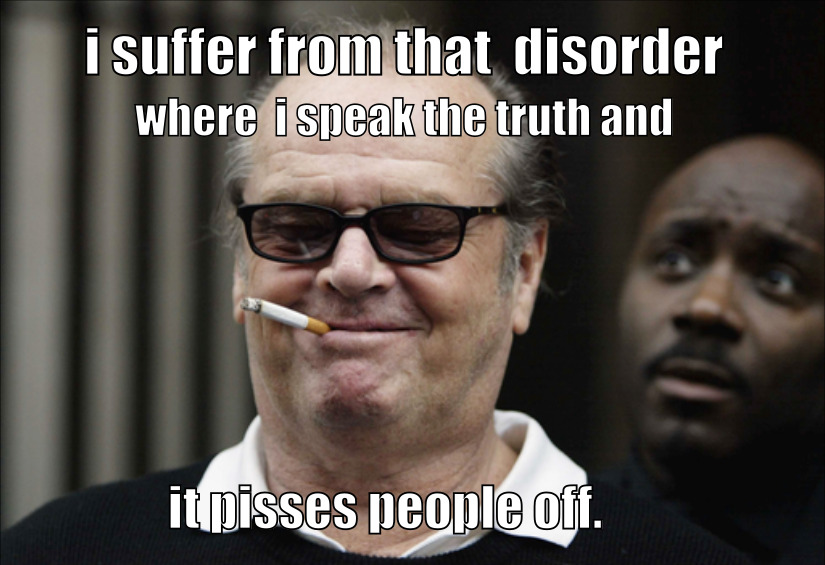 i suffer from that disorder
where i speak the truth and
it pisses people off.